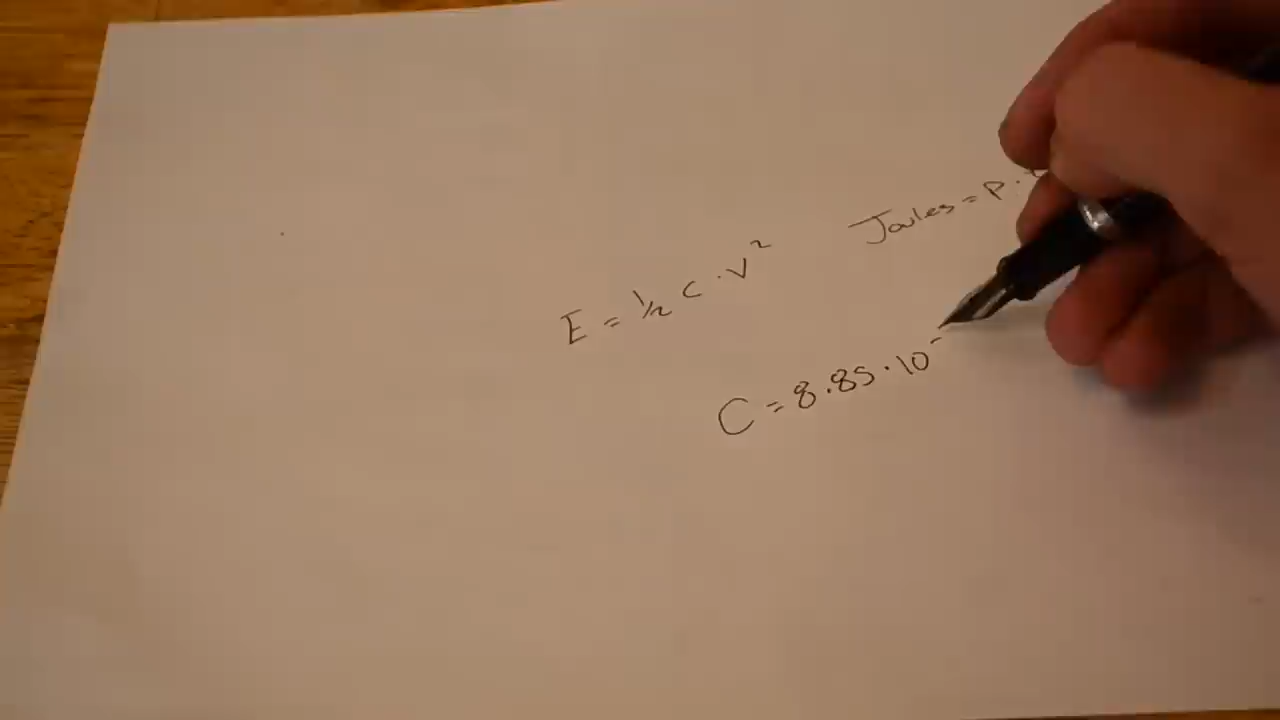 E = ½ C · V²
Joules = P · t
C = 8.85 · 10⁻